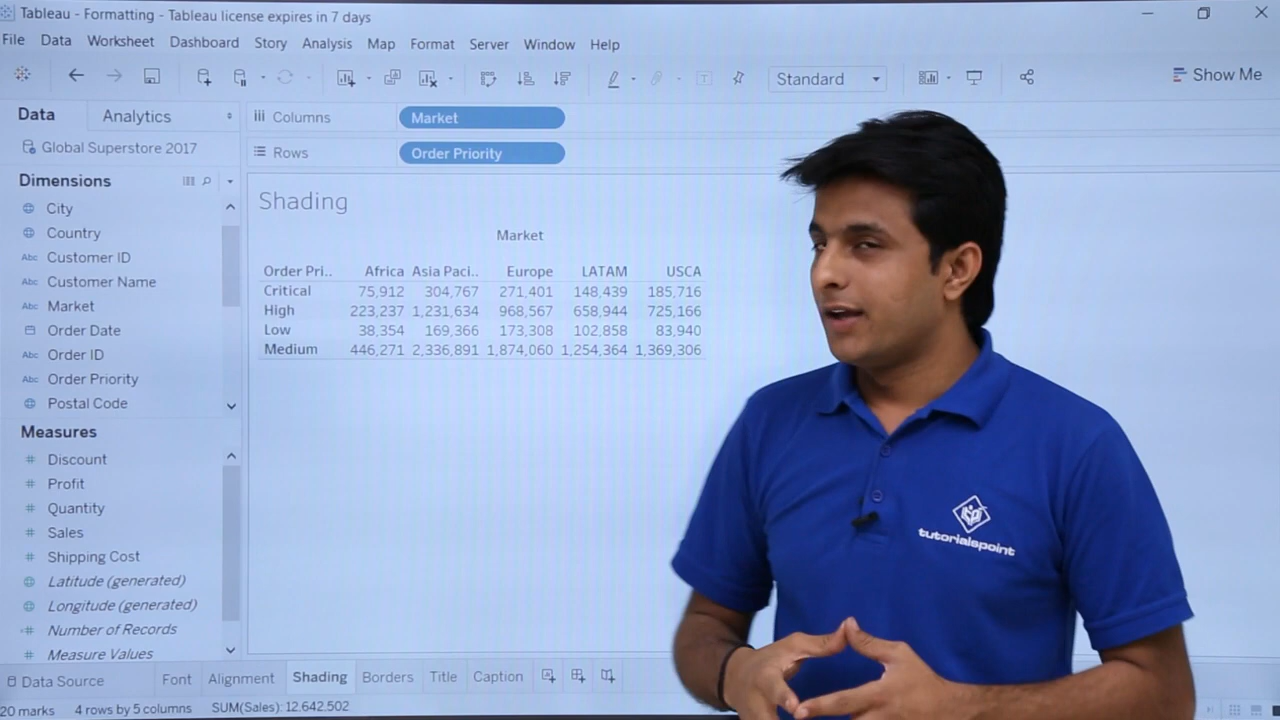 Tableau - Formatting - Tableau license expires in 7 days
File Data Worksheet Dashboard Story Analysis Map Format Server Window Help
Standard
Show Me
Data Analytics
Columns Market
Global Superstore 2017
Rows Order Priority
Dimensions
Shading
City
Country
Abc Customer ID
Abc Customer Name
Abc Market
Order Date
Abc Order ID
Abc Order Priority
Postal Code
Market
Order Pri.. Africa Asia Paci.. Europe LATAM USCA
Critical 75,912 304,767 271,401 148,439 185,716
High 223,237 1,231,634 968,567 658,944 725,166
Low 38,354 169,366 173,308 102,858 83,940
Medium 446,271 2,336,891 1,874,060 1,254,364 1,369,306
Measures
# Discount
# Profit
# Quantity
# Sales
# Shipping Cost
Latitude (generated)
Longitude (generated)
# Number of Records
# Measure Values
tutorialspoint
Data Source Font Alignment Shading Borders Title Caption
20 marks 4 rows by 5 columns SUM(Sales): 12,642,502